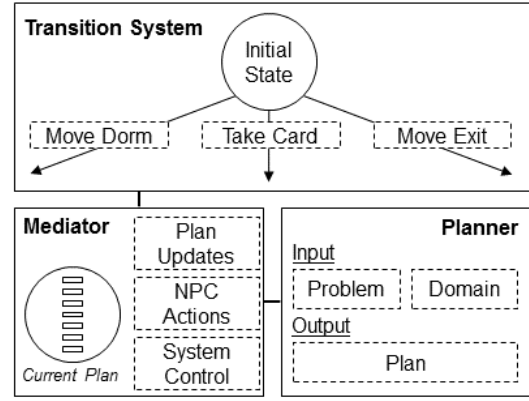 Transition System
Initial
State
Move Dorm
Take Card
Move Exit
Mediator
Plan
Updates
NPC
Actions
System
Control
Current Plan
Planner
Input
Problem
Domain
Output
Plan